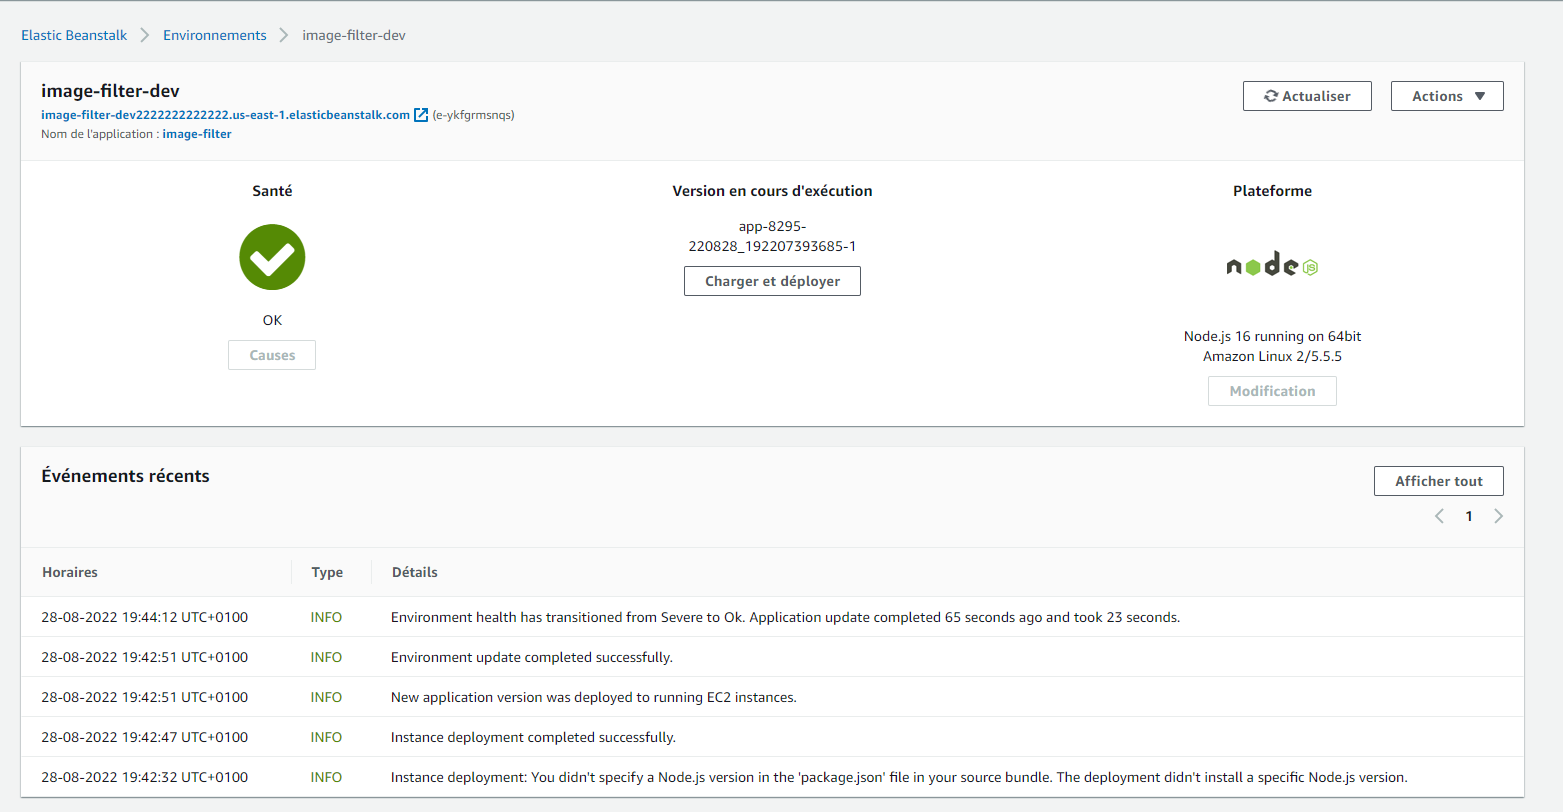 Elastic Beanstalk > Environnements > image-filter-dev
image-filter-dev
image-filter-dev2222222222222.us-east-1.elasticbeanstalk.com (e-ykfgrmsnqs)
Nom de l'application : image-filter
Actualiser
Actions
Santé
OK
Causes
Version en cours d'exécution
app-8295-
220828_192207393685-1
Charger et déployer
Plateforme
node JS
Node.js 16 running on 64bit
Amazon Linux 2/5.5.5
Modification
Événements récents
Afficher tout
1
Horaires Type Détails
28-08-2022 19:44:12 UTC+0100 INFO Environment health has transitioned from Severe to Ok. Application update completed 65 seconds ago and took 23 seconds.
28-08-2022 19:42:51 UTC+0100 INFO Environment update completed successfully.
28-08-2022 19:42:51 UTC+0100 INFO New application version was deployed to running EC2 instances.
28-08-2022 19:42:47 UTC+0100 INFO Instance deployment completed successfully.
28-08-2022 19:42:32 UTC+0100 INFO Instance deployment: You didn't specify a Node.js version in the 'package.json' file in your source bundle. The deployment didn't install a specific Node.js version.